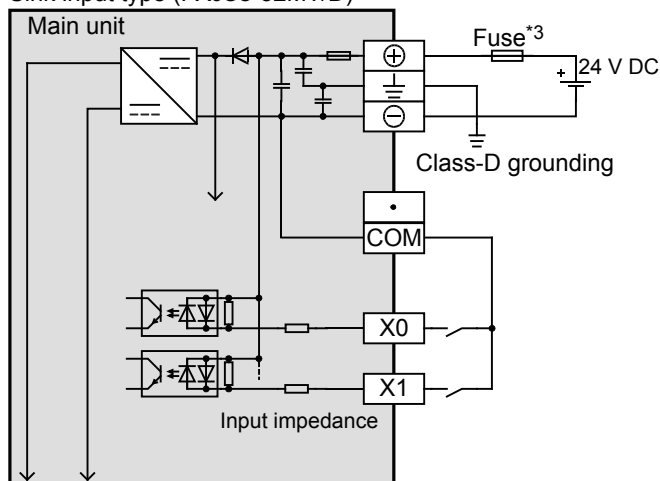 Main unit
Fuse*3
24 V DC
+
Class-D grounding
COM
X0
X1
Input impedance